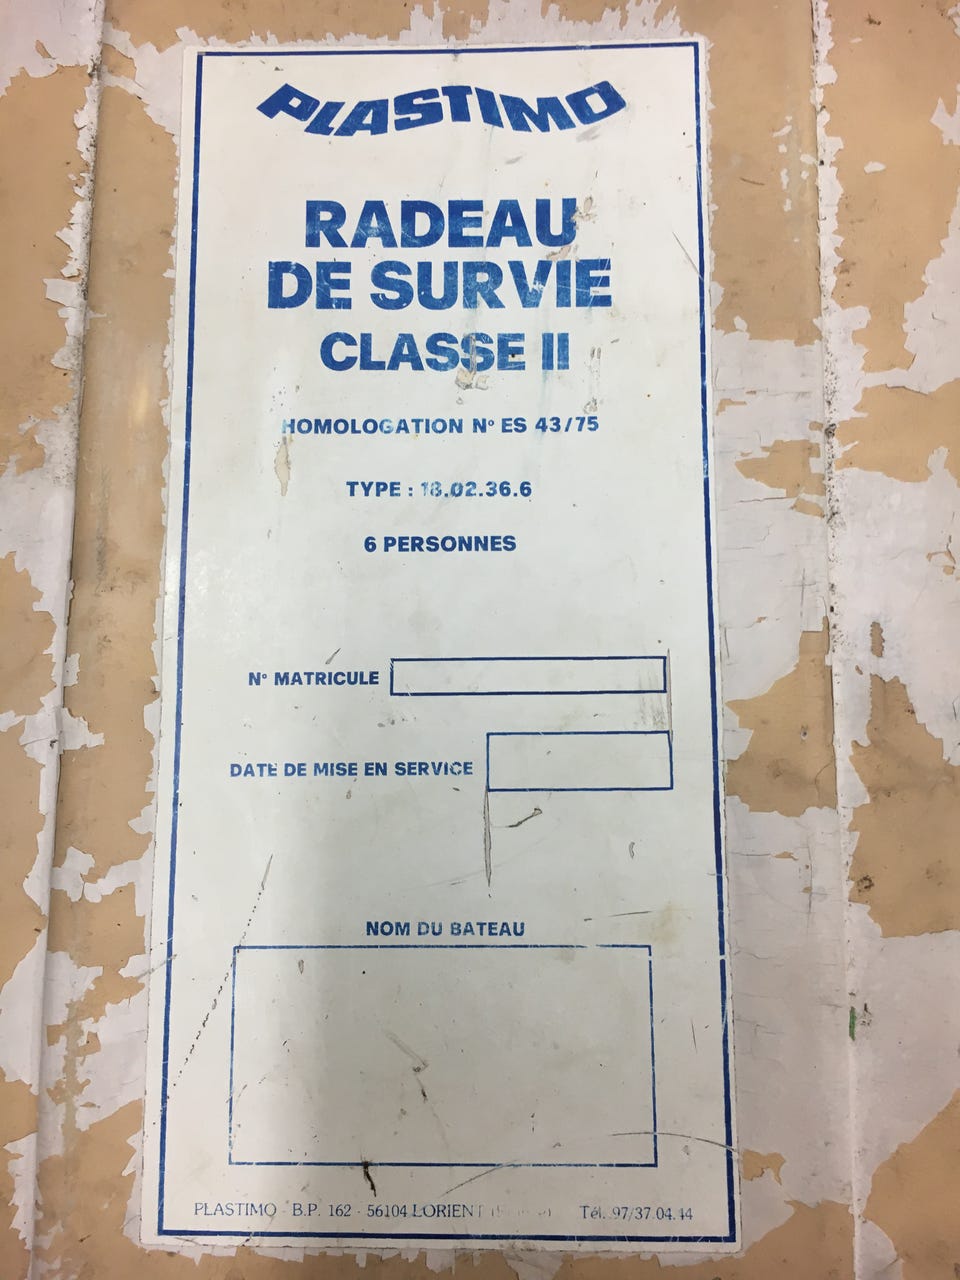 PLASTIMO
RADEAU
DE SURVIE
CLASSE II
HOMOLOGATION N° ES 43/75
TYPE : 18.02.36.6
6 PERSONNES
N° MATRICULE
DATE DE MISE EN SERVICE
NOM DU BATEAU
PLASTIMO - B.P. 162 - 56104 LORIENT Tél. 97/37.04.44